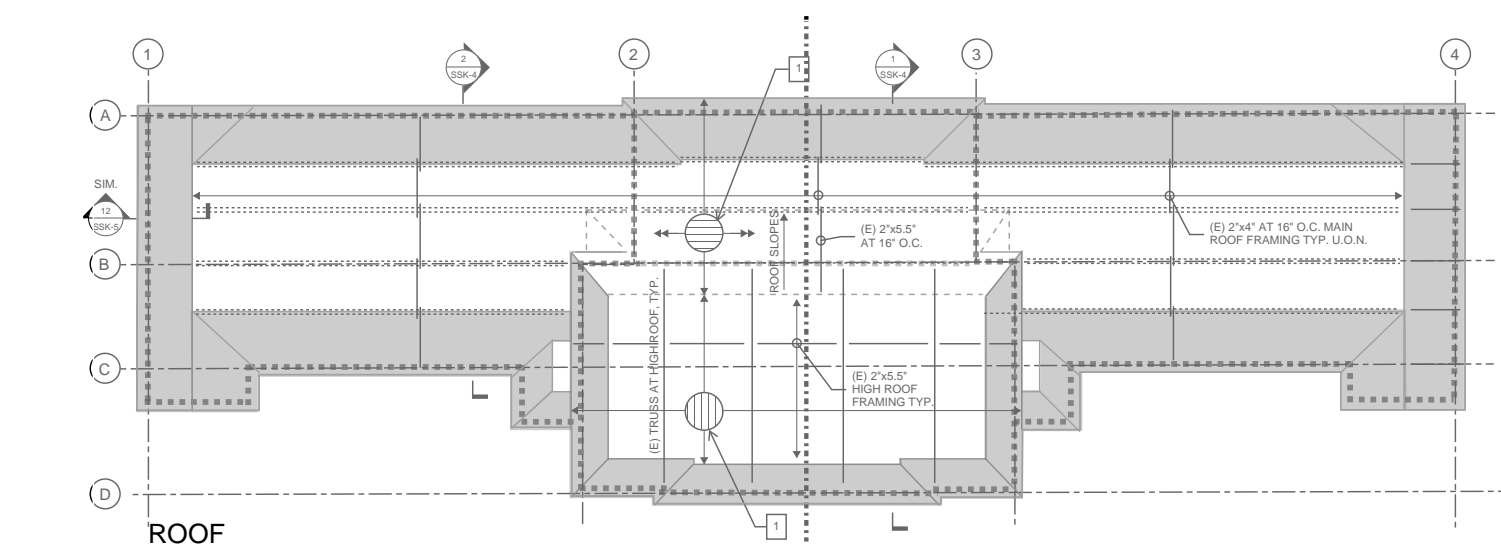 1
2
3
4
2
SSK-4
1
1
SSK-4
A
SIM.
12
SSK-5
B
C
D
ROOF SLOPES
(E) 2"x5.5"
AT 16" O.C.
(E) 2"x4" AT 16" O.C. MAIN
ROOF FRAMING TYP. U.O.N.
(E) TRUSS AT HIGH ROOF, TYP.
(E) 2"x5.5"
HIGH ROOF
FRAMING TYP.
1
ROOF